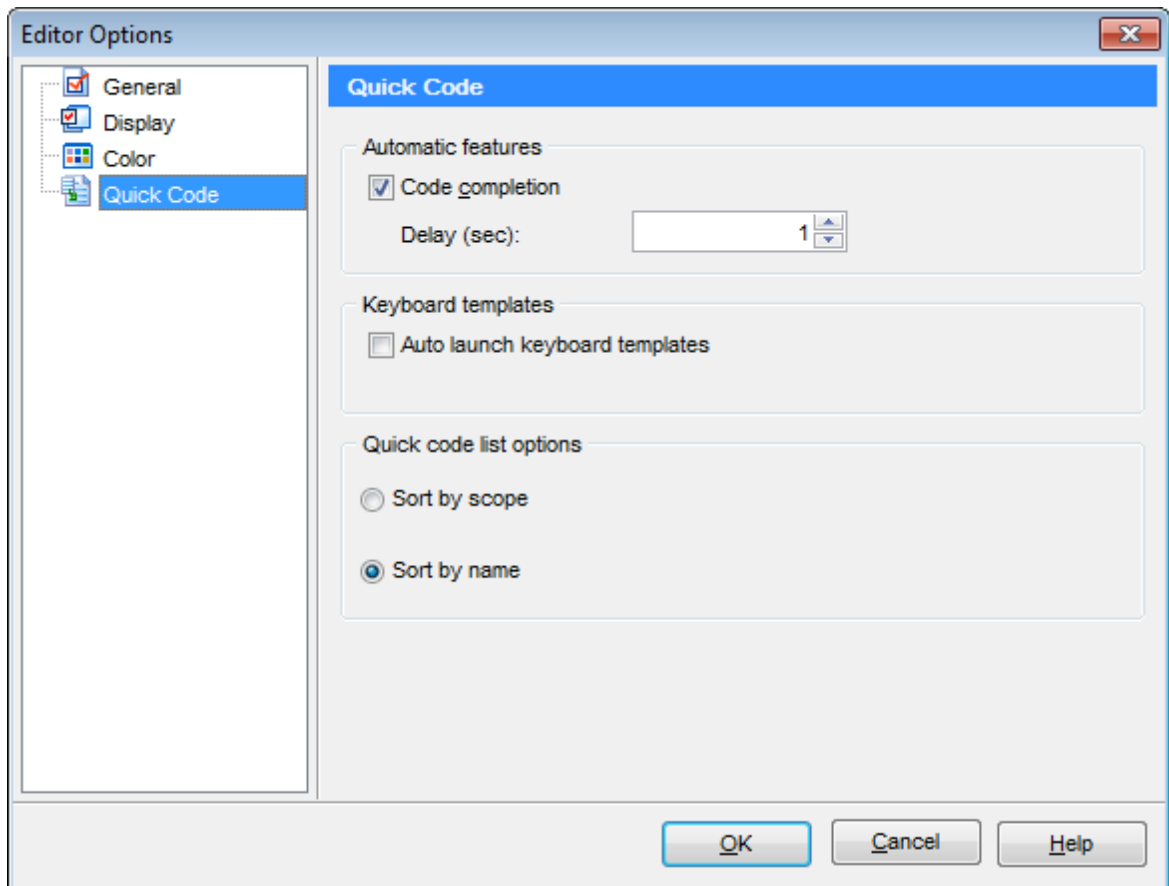 Editor Options
General
Display
Color
Quick Code
Quick Code
Automatic features
Code completion
Delay (sec): 1
Keyboard templates
Auto launch keyboard templates
Quick code list options
Sort by scope
Sort by name
OK Cancel Help